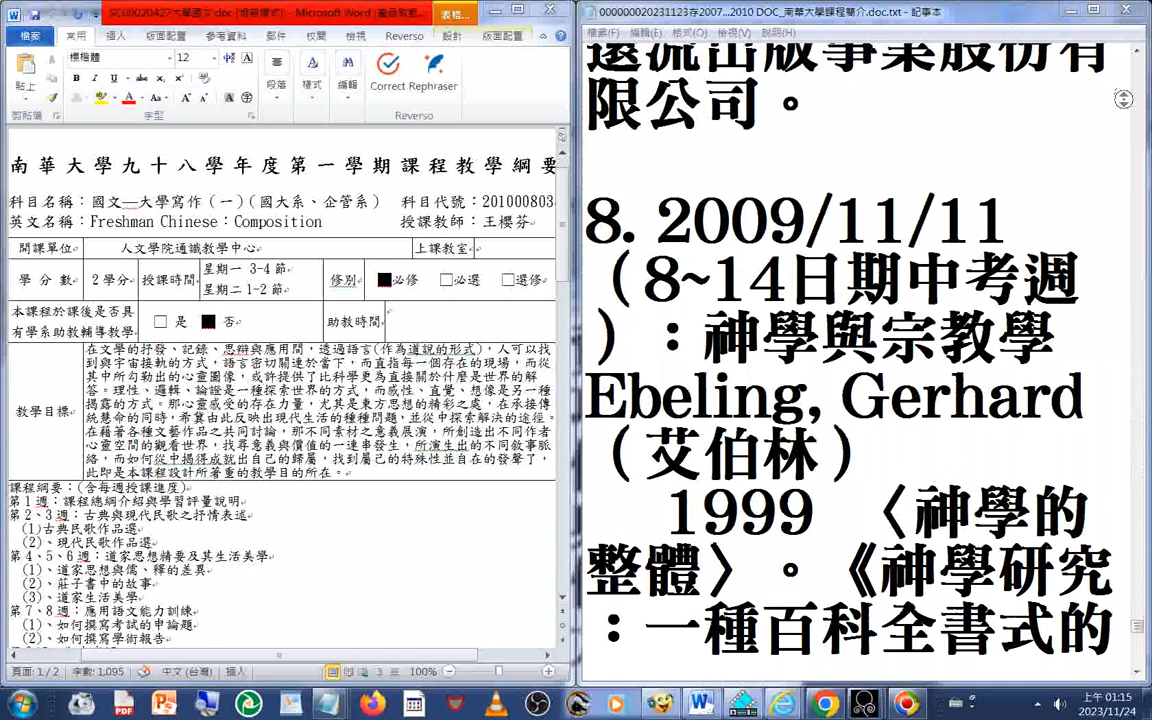 SC00020427大學國文.doc [相容模式] - Microsoft Word (產品啟動...
表格...
檔案 常用 插入 版面配置 參考資料 郵件 校閱 檢視 Reverso 設計 版面配置
標楷體 12
貼上 段落 樣式 編輯 Correct Rephraser
剪貼簿 字型 Reverso
南華大學九十八學年度第一學期課程教學綱要
科目名稱：國文—大學寫作（一）（國大系、企管系） 科目代號：201000803
英文名稱：Freshman Chinese：Composition 授課教師：王櫻芬
開課單位 人文學院通識教學中心 上課教室：
學 分 數 2學分 授課時間 星期一 3-4節
星期二 1-2節 修別 ■必修 □必選 □選修
本課程於課後是否具
有學系助教輔導教學 □ 是 ■ 否 助教時間
教學目標
在文學的抒發、記錄、思辯與應用間，透過語言(作為道說的形式)，人可以找
到與宇宙接軌的方式，語言密切關連於當下，而直指每一個存在的現場，而從
其中所勾勒出的心靈圖像，或許提供了比科學更為直接關於什麼是世界的解
答。理性、邏輯、論證是一種探索世界的方式，而感性、直覺、想像是另一種
揭露的方式。那心靈感受的存在力量，尤其是東方思想的精彩之處，在承接傳
統慧命的同時，希冀由此反映出現代生活的種種問題，並從中探索解決的途徑。
在藉著各種文藝作品之共同討論，那不同素材之意義展演，所創造出不同作者
心靈空間的觀看世界，找尋意義與價值的一連串發生，所演生出的不同敘事脈
絡，而如何從中揭得成就出自己的歸屬，找到屬己的特殊性並自在的發聲了，
此即是本課程設計所著重的教學目的所在。
課程綱要：(含每週授課進度)
第1週：課程總綱介紹與學習評量說明
第2、3週：古典與現代民歌之抒情表述
(1)古典民歌作品選
(2)、現代民歌作品選
第4、5、6週：道家思想精要及其生活美學
(1)、道家思想與儒、釋的差異
(2)、莊子書中的故事
(3)、道家生活美學
第7、8週：應用語文能力訓練
(1)、如何撰寫考試的申論題
(2)、如何撰寫學術報告
頁面: 1 / 2 字數: 1,095 中文 (台灣) 插入 100%
000000020231123存2007...2010 DOC_南華大學課程簡介.doc.txt - 記事本
檔案(F) 編輯(E) 格式(O) 檢視(V) 說明(H)
遠流出版事業股份有
限公司。
8. 2009/11/11
（8~14日期中考週
）：神學與宗教學
Ebeling, Gerhard
（艾伯林）
1999 〈神學的
整體〉。《神學研究
：一種百科全書式的
上午 01:15
2023/11/24